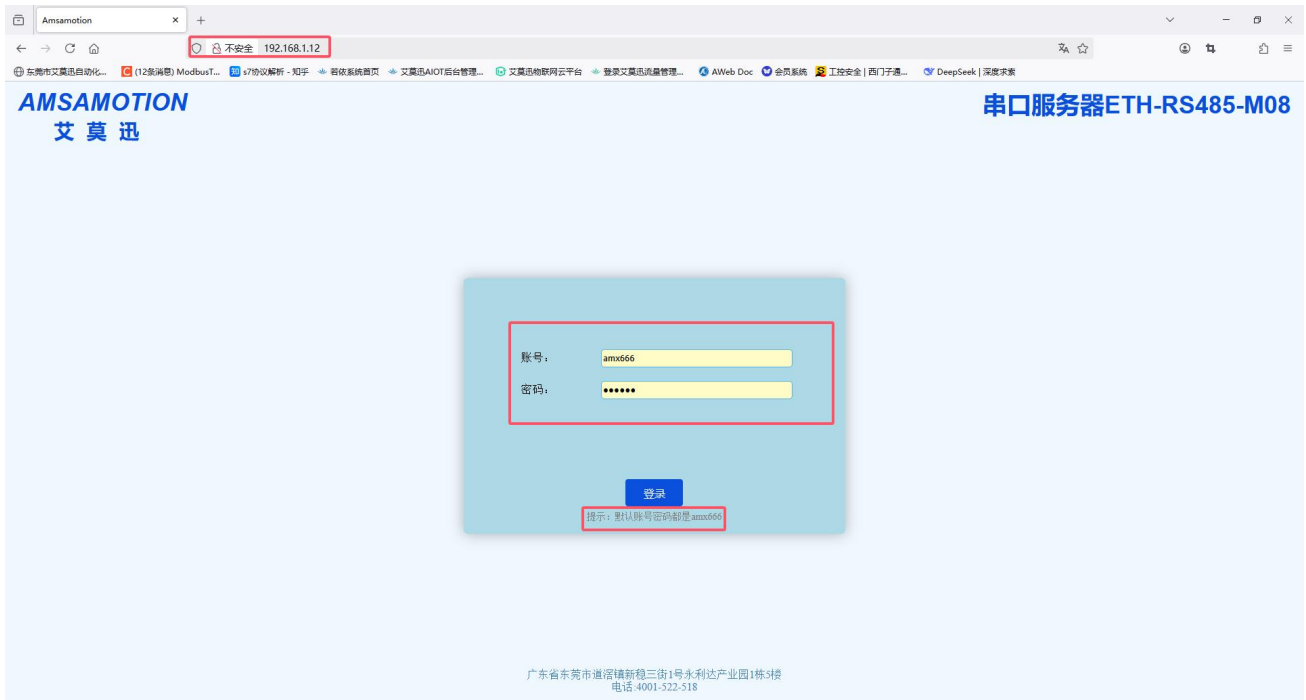 Amsamotion
不安全 192.168.1.12
东莞市艾莫迅自动化... (12条消息) ModbusT... s7协议解析 - 知乎 若依系统首页 艾莫迅AIOT后台管理... 艾莫迅物联网云平台 登录艾莫迅流量管理... AWeb Doc 会员系统 工控安全 | 西门子通... DeepSeek | 深度求索
AMSAMOTION
艾莫迅
串口服务器ETH-RS485-M08
账号：
amx666
密码：
••••••
登录
提示：默认账号密码都是amx666
广东省东莞市道滘镇新稳三街1号永利达产业园1栋5楼
电话:4001-522-518